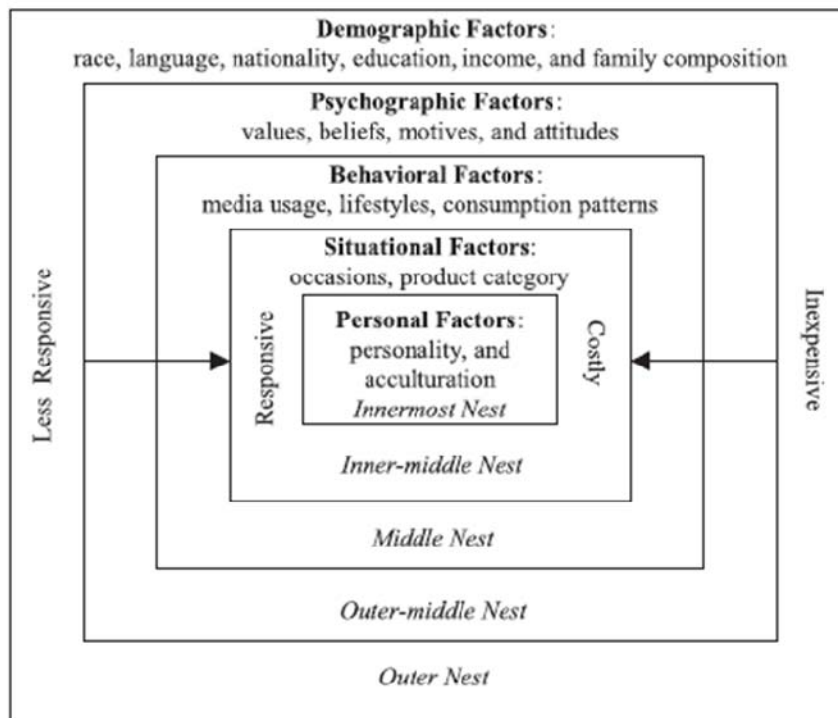 Demographic Factors:
race, language, nationality, education, income, and family composition
Psychographic Factors:
values, beliefs, motives, and attitudes
Behavioral Factors:
media usage, lifestyles, consumption patterns
Situational Factors:
occasions, product category
Personal Factors:
personality, and
acculturation
Innermost Nest
Less Responsive
Responsive
Costly
Inexpensive
Inner-middle Nest
Middle Nest
Outer-middle Nest
Outer Nest